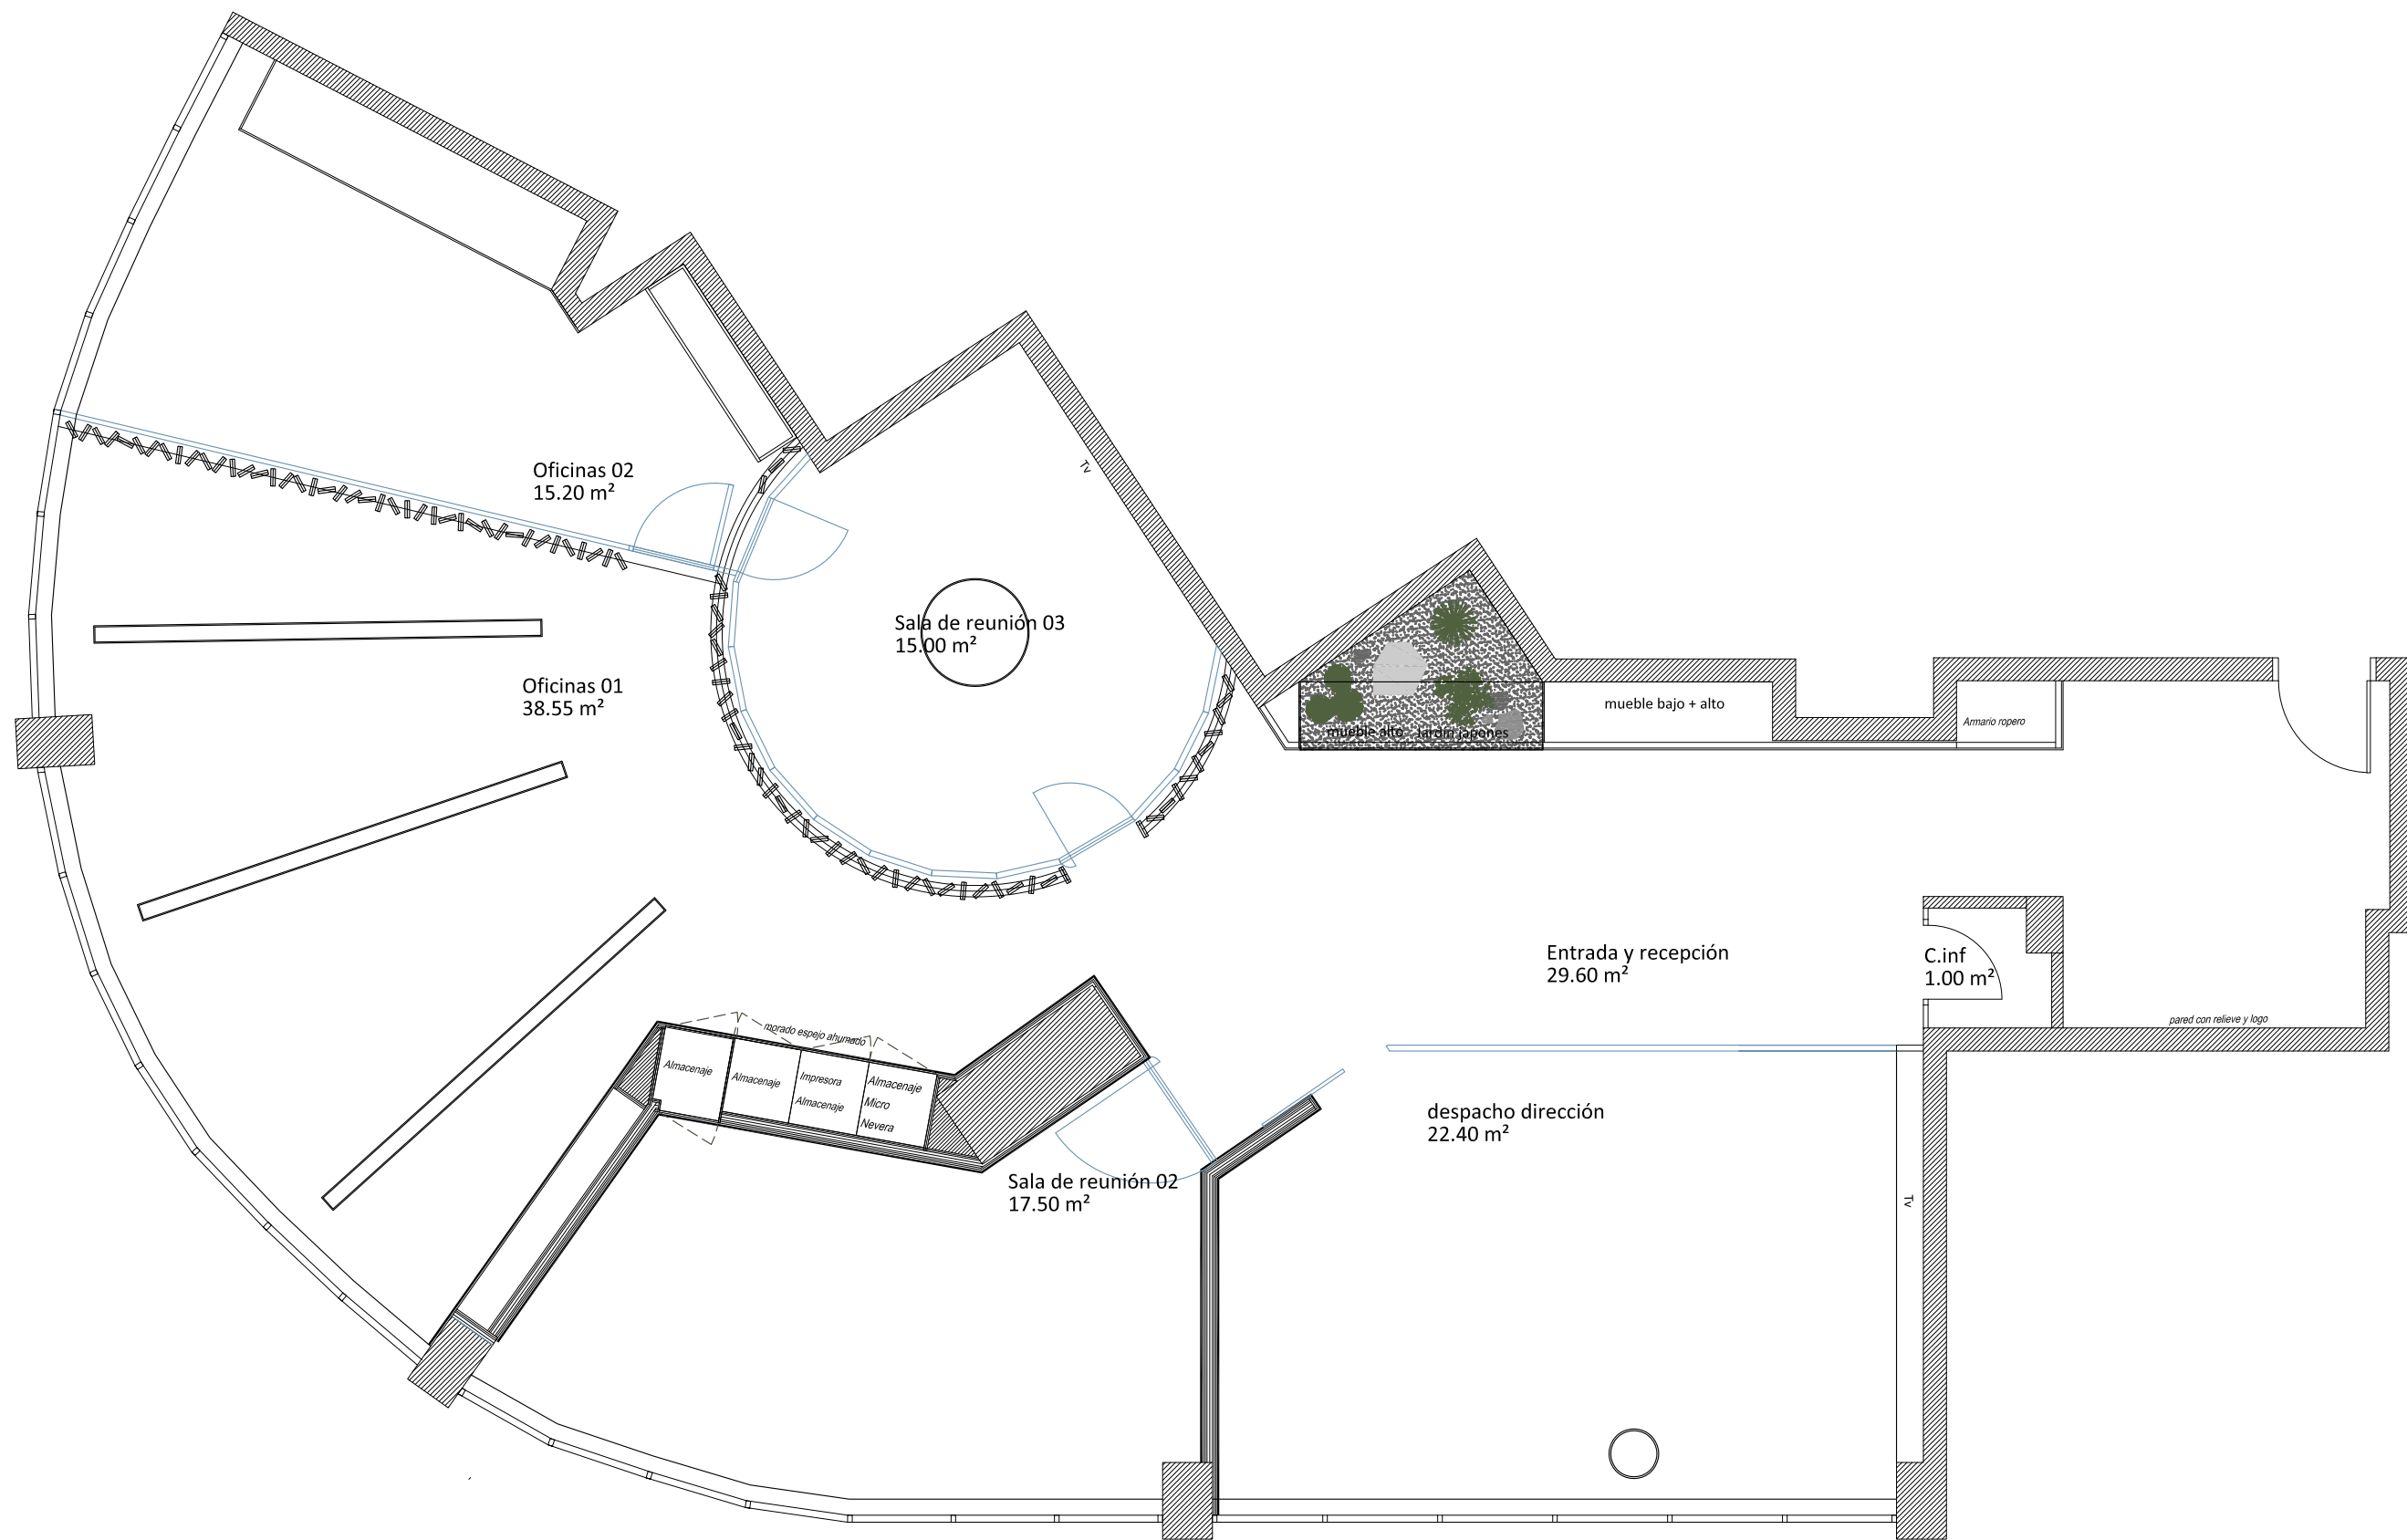 Oficinas 02
15.20 m²
Tv
Sala de reunión 03
15.00 m²
Oficinas 01
38.55 m²
mueble bajo + alto
Armario ropero
mueble alto
Jardin japones
Entrada y recepción
29.60 m²
C.inf
1.00 m²
pared con relieve y logo
morado espejo ahumado
Almacenaje
Almacenaje
Impresora
Almacenaje
Almacenaje
Micro
Nevera
despacho dirección
22.40 m²
Sala de reunión 02
17.50 m²
Tv